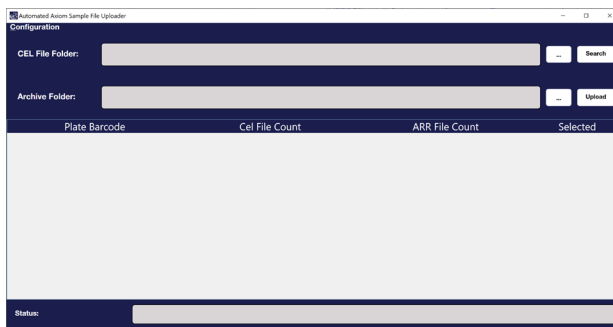 Automated Axiom Sample File Uploader
Configuration
CEL File Folder: ... Search
Archive Folder: ... Upload
Plate Barcode Cel File Count ARR File Count Selected
Status: